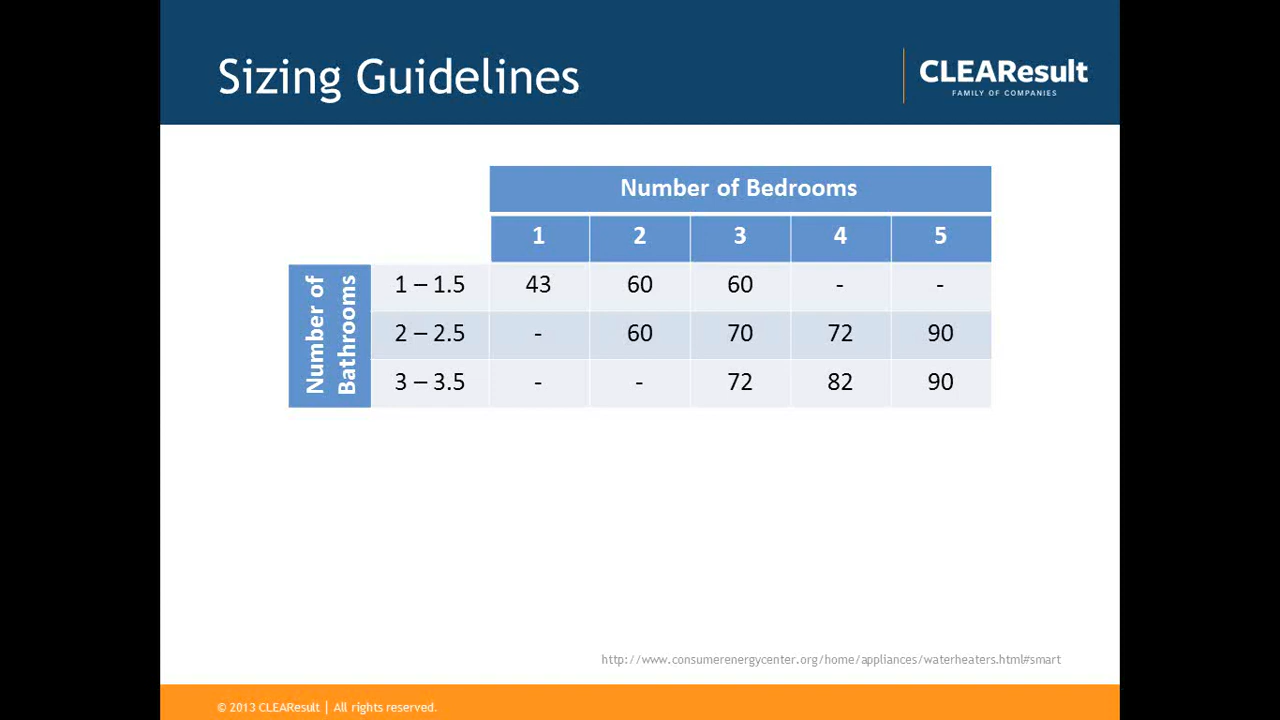 Sizing Guidelines
CLEAResult
FAMILY OF COMPANIES
Number of Bedrooms
1 2 3 4 5
Number of
Bathrooms
1 – 1.5 43 60 60 - -
2 – 2.5 - 60 70 72 90
3 – 3.5 - - 72 82 90
http://www.consumerenergycenter.org/home/appliances/waterheaters.html#smart
© 2013 CLEAResult | All rights reserved.